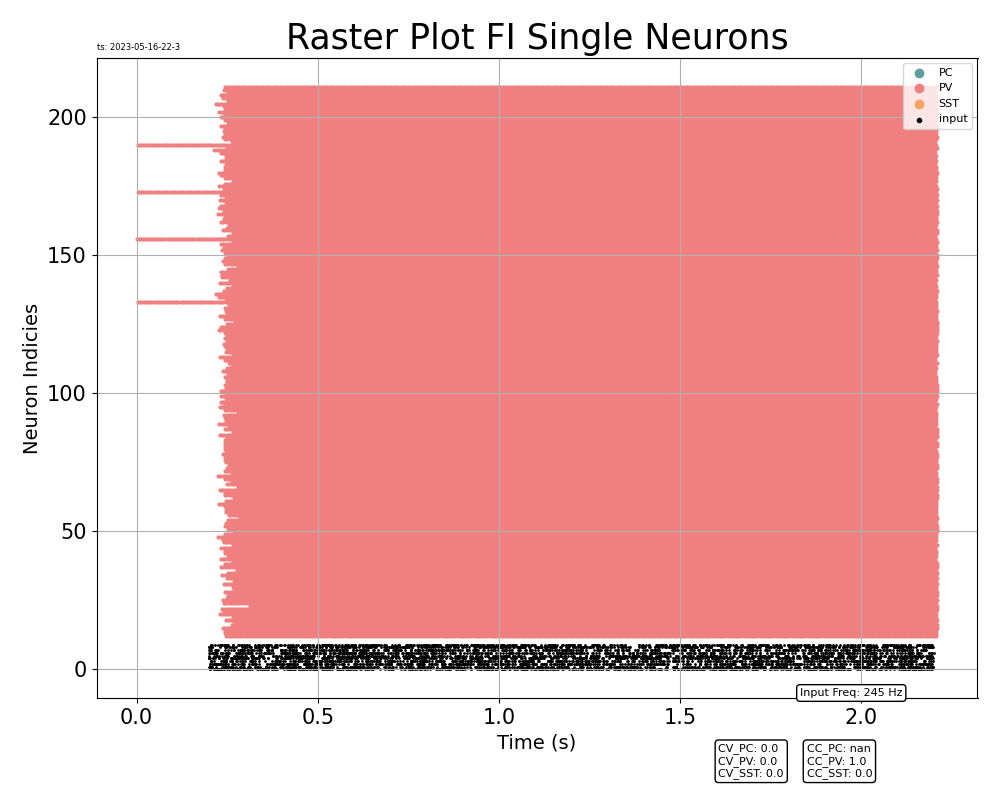 Raster Plot FI Single Neurons
ts: 2023-05-16-22-3
PC
PV
SST
input
200
150
100
50
0
Neuron Indicies
0.0 0.5 1.0 1.5 2.0
Time (s)
Input Freq: 245 Hz
CV_PC: 0.0
CV_PV: 0.0
CV_SST: 0.0
CC_PC: nan
CC_PV: 1.0
CC_SST: 0.0